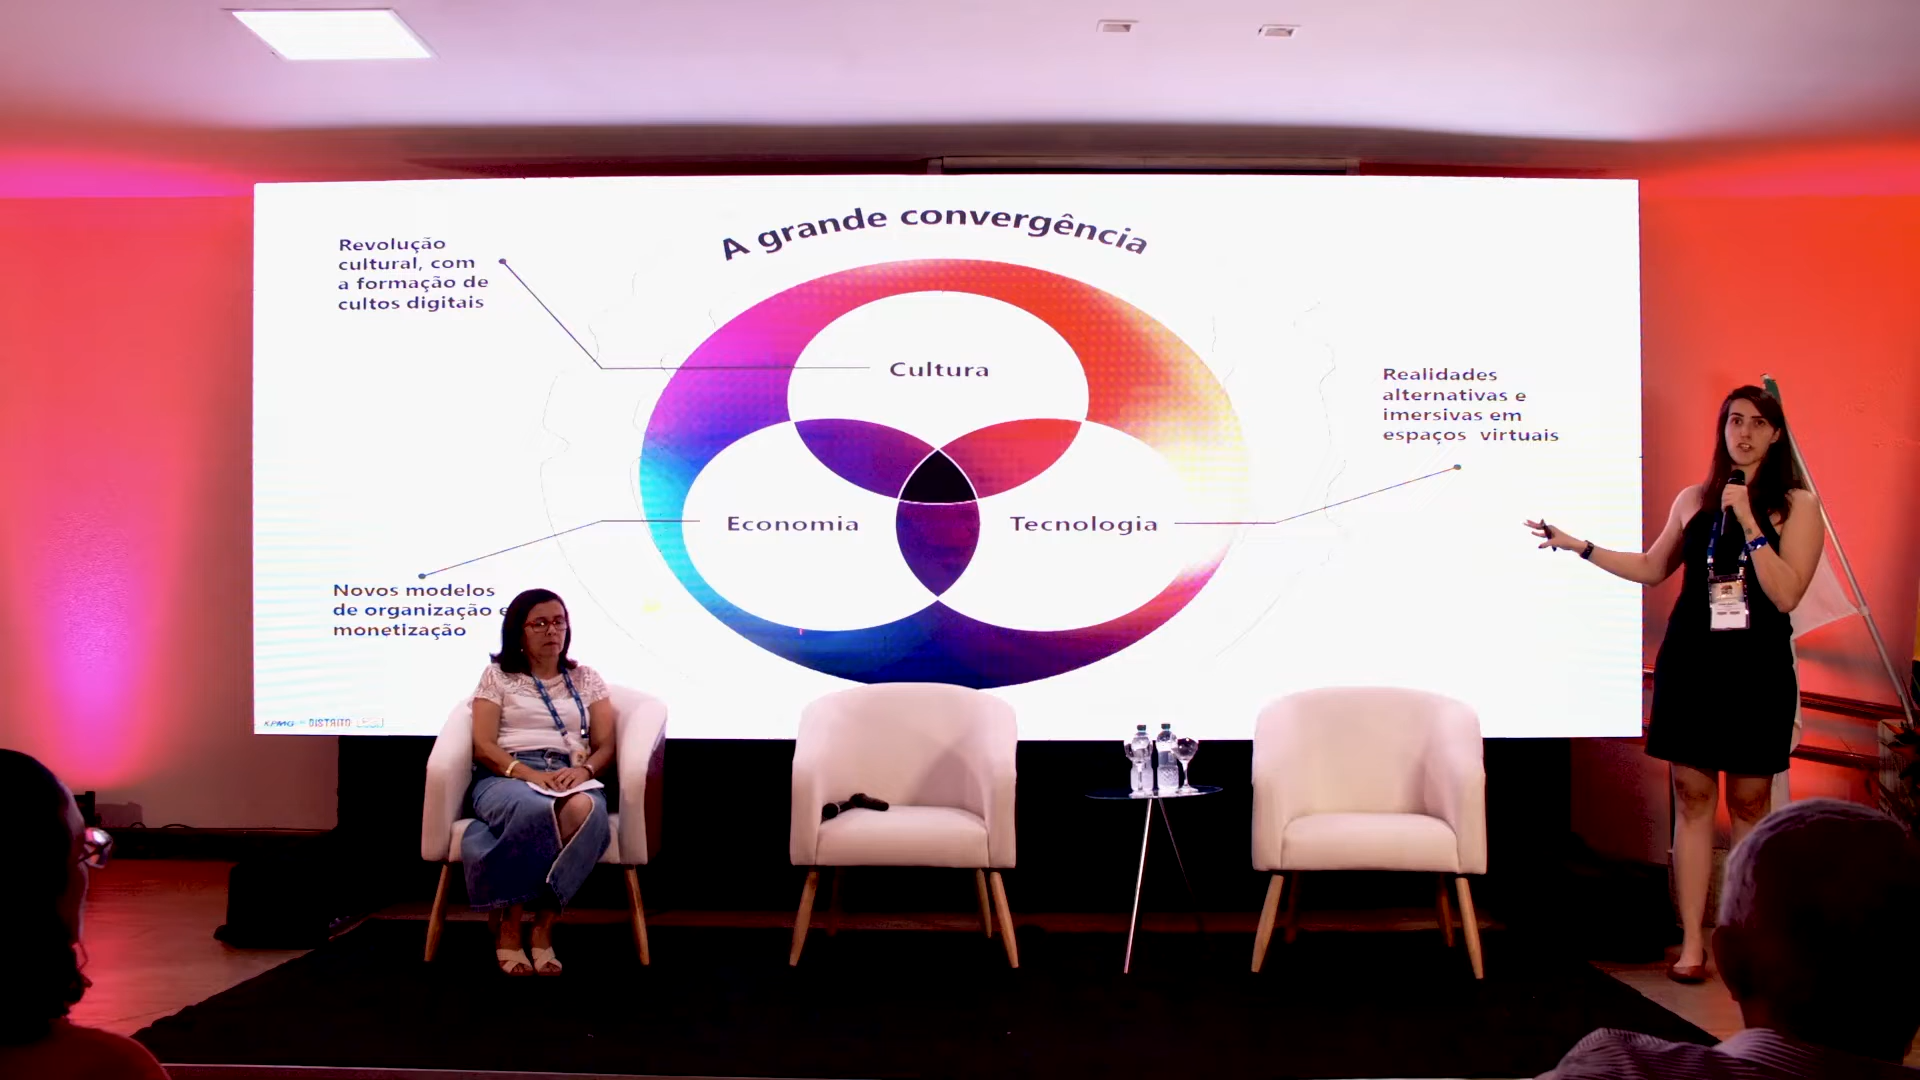 A grande convergência
Revolução
cultural, com
a formação de
cultos digitais
Cultura
Realidades
alternativas e
imersivas em
espaços virtuais
Economia
Tecnologia
Novos modelos
de organização e
monetização
KPMG
DISTRITO